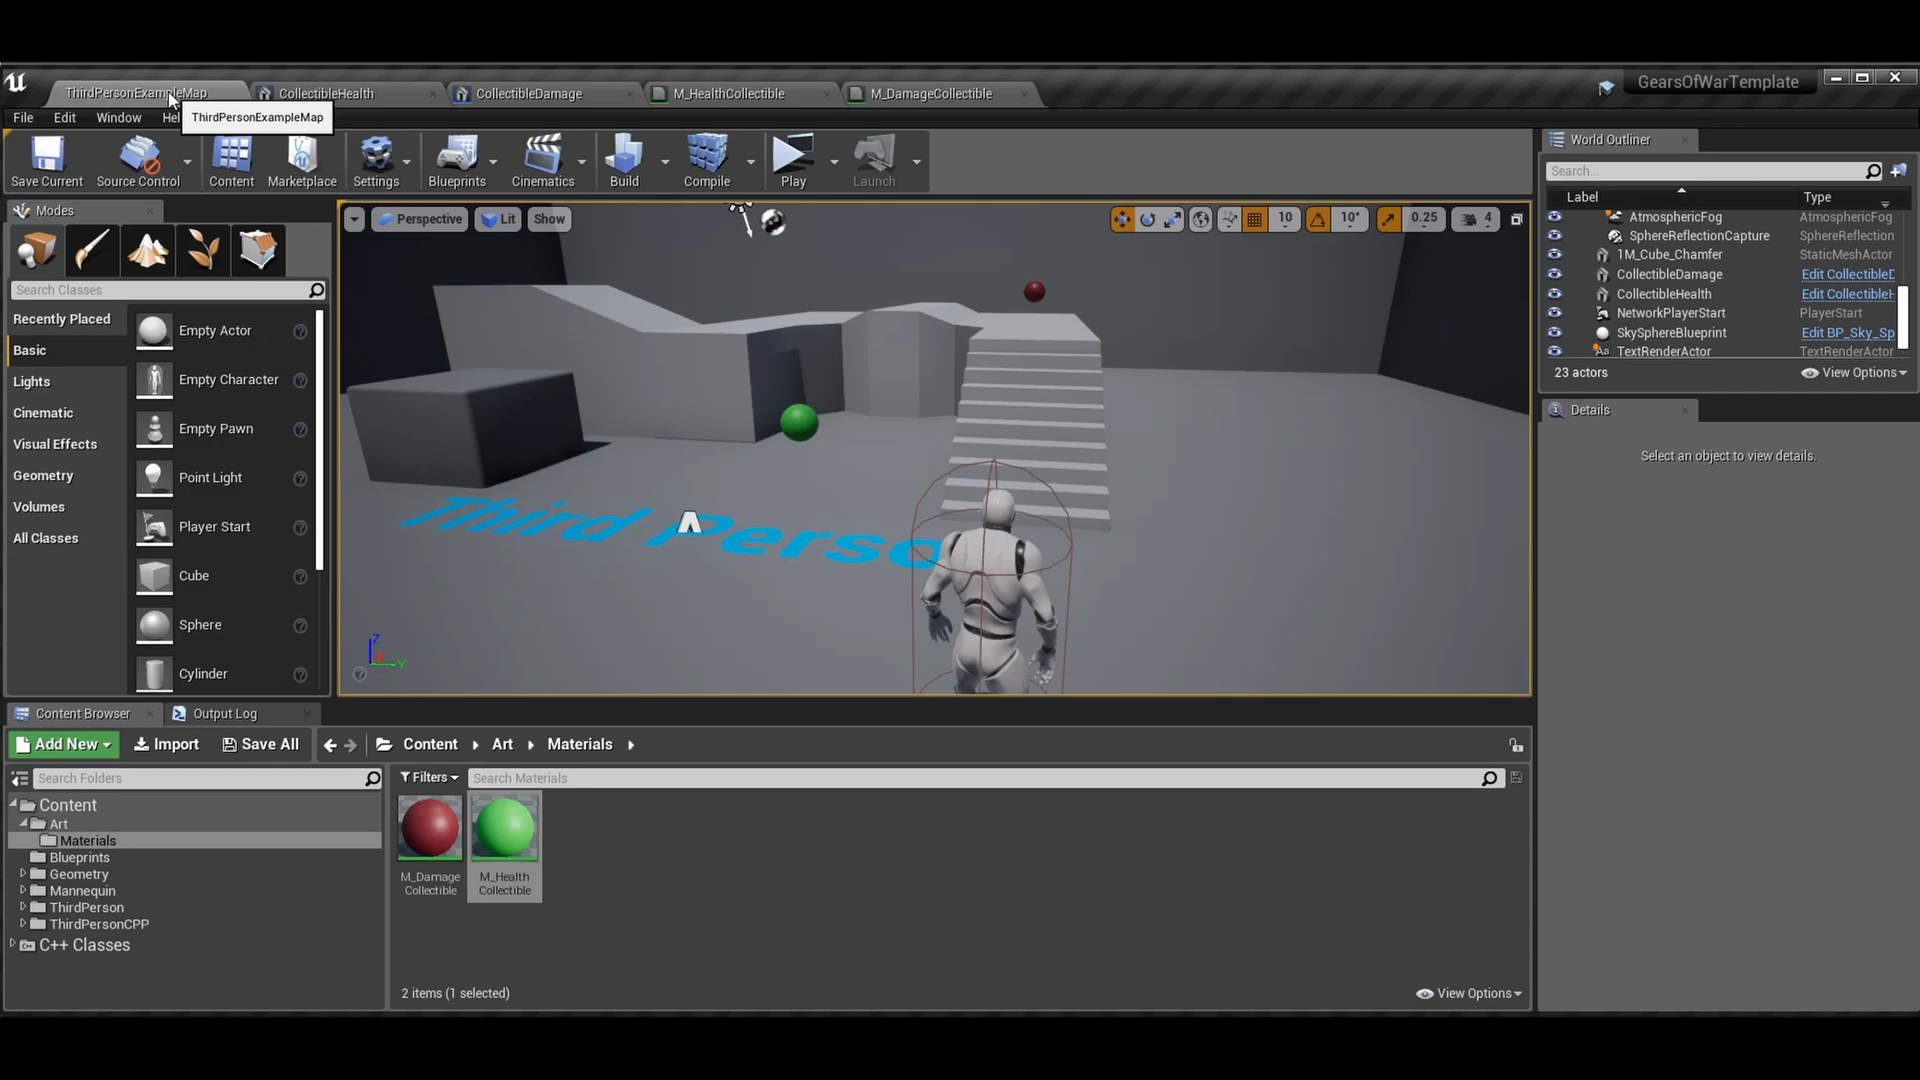 ThirdPersonExampleMap
CollectibleHealth
CollectibleDamage
M_HealthCollectible
M_DamageCollectible
GearsOfWarTemplate
File
Edit
Window
Hel
ThirdPersonExampleMap
Save Current
Source Control
Content
Marketplace
Settings
Blueprints
Cinematics
Build
Compile
Play
Launch
Modes
Search Classes
Recently Placed
Basic
Lights
Cinematic
Visual Effects
Geometry
Volumes
All Classes
Empty Actor
Empty Character
Empty Pawn
Point Light
Player Start
Cube
Sphere
Cylinder
Perspective
Lit
Show
10
10°
0.25
4
Third Perso
Z
Y
World Outliner
Search...
Label
Type
AtmosphericFog
AtmosphericFog
SphereReflectionCapture
SphereReflection
1M_Cube_Chamfer
StaticMeshActor
CollectibleDamage
Edit CollectibleD
CollectibleHealth
Edit CollectibleH
NetworkPlayerStart
PlayerStart
SkySphereBlueprint
Edit BP_Sky_Sp
TextRenderActor
TextRenderActor
23 actors
View Options
Details
Select an object to view details.
Content Browser
Output Log
Add New
Import
Save All
Content
Art
Materials
Search Folders
Filters
Search Materials
Content
Art
Materials
Blueprints
Geometry
Mannequin
ThirdPerson
ThirdPersonCPP
C++ Classes
M_Damage
Collectible
M_Health
Collectible
2 items (1 selected)
View Options